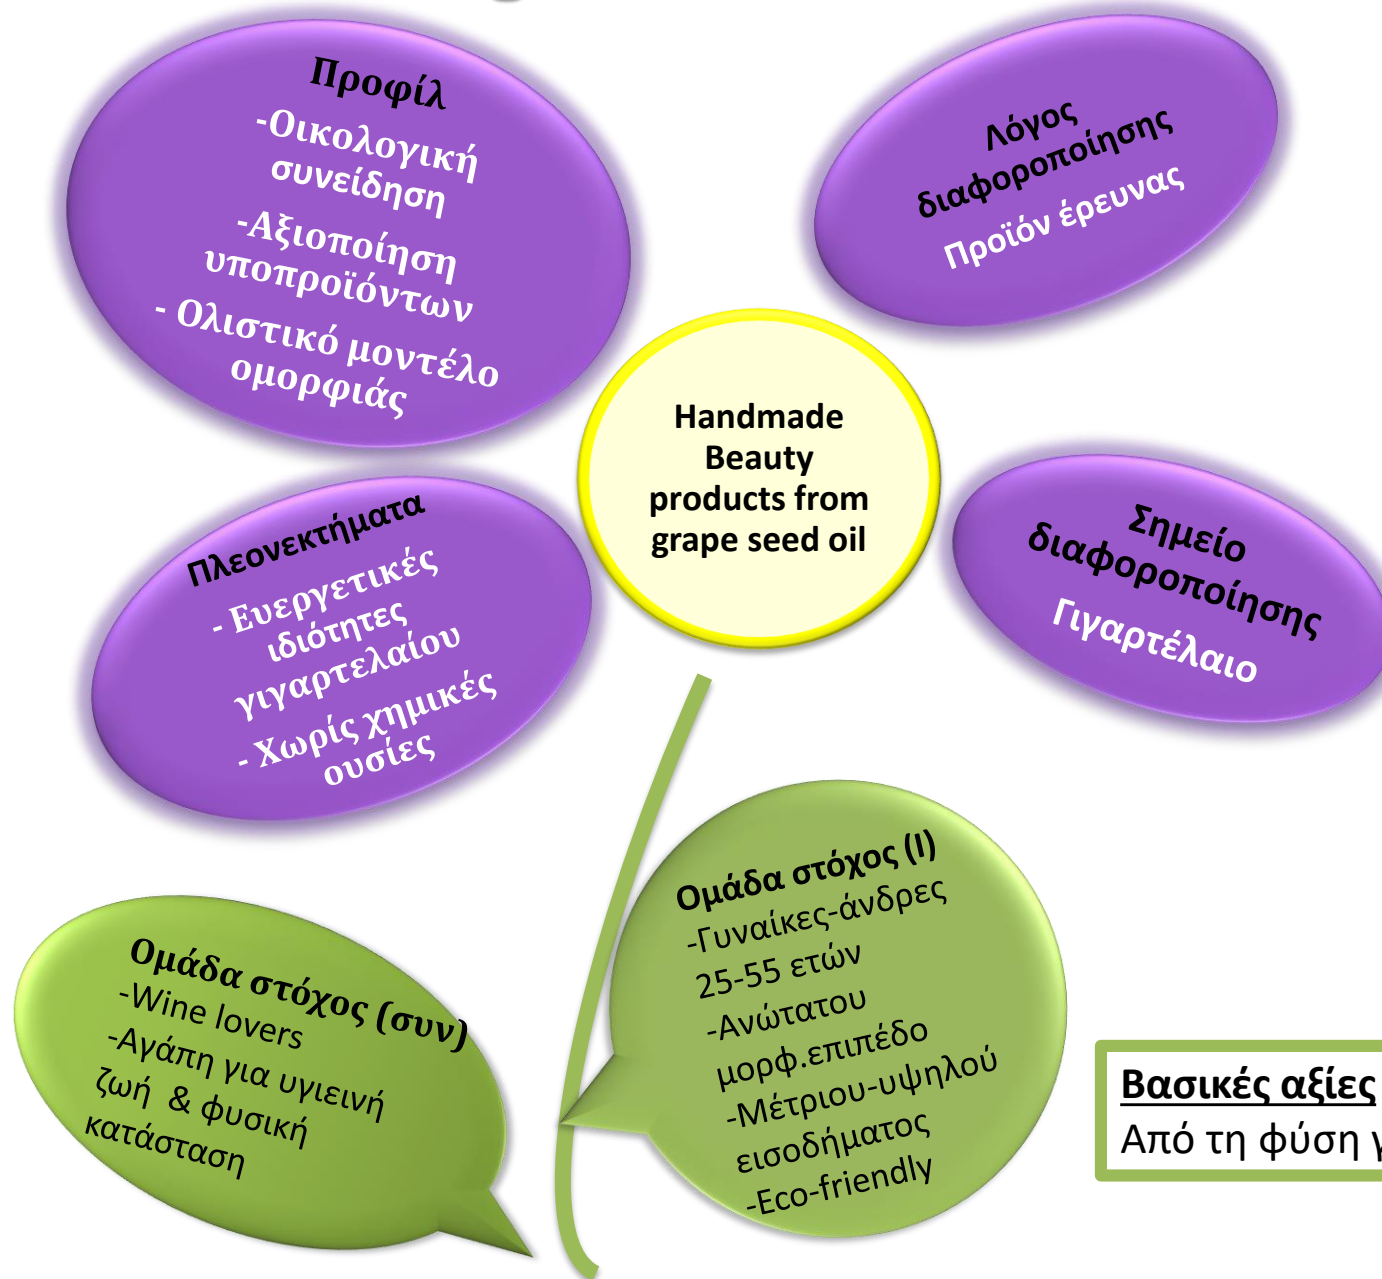 Προφίλ
-Οικολογική
συνείδηση
-Αξιοποίηση
υποπροϊόντων
- Ολιστικό μοντέλο
ομορφιάς
Λόγος
διαφοροποίησης
Προϊόν έρευνας
Handmade
Beauty
products from
grape seed oil
Πλεονεκτήματα
- Ευεργετικές
ιδιότητες
γιγαρτελαίου
- Χωρίς χημικές
ουσίες
Σημείο
διαφοροποίησης
Γιγαρτέλαιο
Ομάδα στόχος (Ι)
-Γυναίκες-άνδρες
25-55 ετών
-Ανώτατου
μορφ.επιπέδο
-Μέτριου-υψηλού
εισοδήματος
-Eco-friendly
Ομάδα στόχος (συν)
-Wine lovers
-Αγάπη για υγιεινή
ζωή & φυσική
κατάσταση
Βασικές αξίες
Από τη φύση